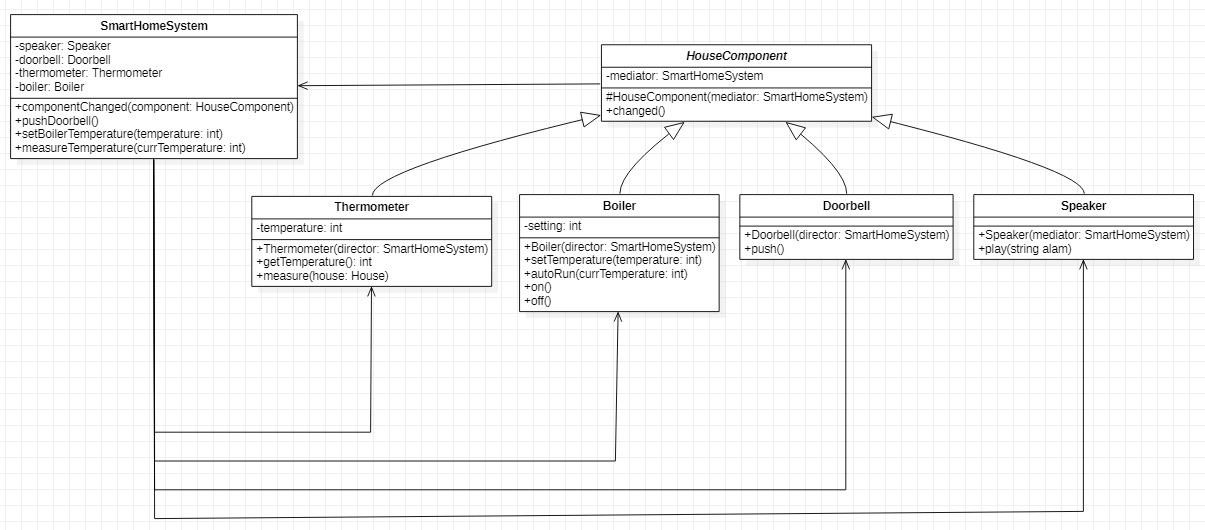 SmartHomeSystem
-speaker: Speaker
-doorbell: Doorbell
-thermometer: Thermometer
-boiler: Boiler
+componentChanged(component: HouseComponent)
+pushDoorbell()
+setBoilerTemperature(temperature: int)
+measureTemperature(currTemperature: int)
HouseComponent
-mediator: SmartHomeSystem
#HouseComponent(mediator: SmartHomeSystem)
+changed()
Thermometer
-temperature: int
+Thermometer(director: SmartHomeSystem)
+getTemperature(): int
+measure(house: House)
Boiler
-setting: int
+Boiler(director: SmartHomeSystem)
+setTemperature(temperature: int)
+autoRun(currTemperature: int)
+on()
+off()
Doorbell
+Doorbell(director: SmartHomeSystem)
+push()
Speaker
+Speaker(mediator: SmartHomeSystem)
+play(string alam)